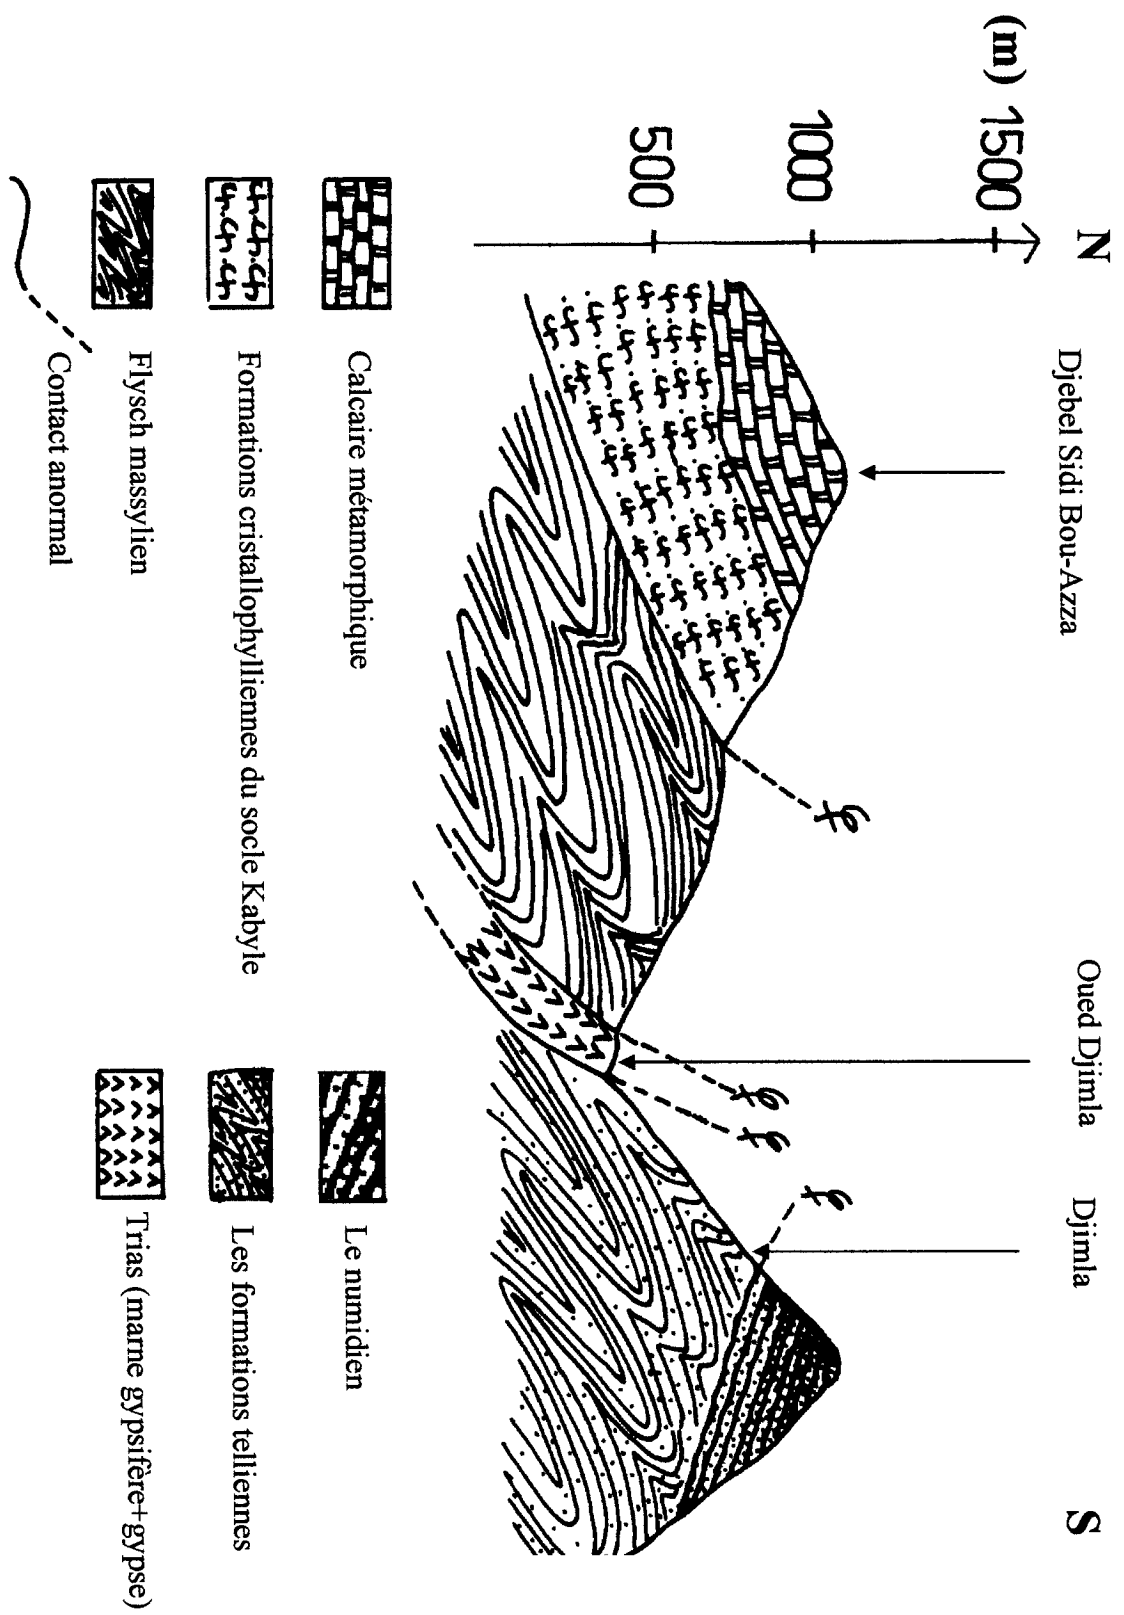 N
S
Djebel Sidi Bou-Azza
Oued Djimla
Djimla
(m)
1500
1000
500
Calcaire métamorphique
Formations cristallophylliennes du socle Kabyle
Flysch massylien
Contact anormal
Le numidien
Les formations telliennes
Trias (marne gypsifère+gypse)